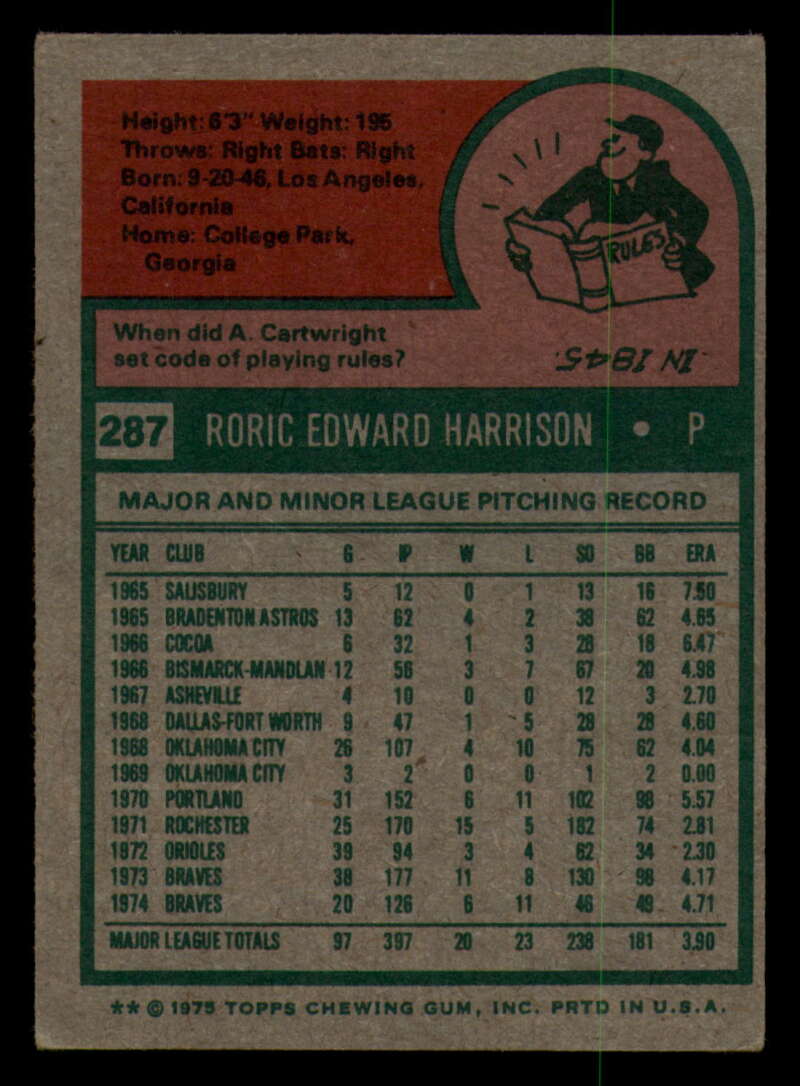 Height: 6'3" Weight: 195
Throws: Right Bats: Right
Born: 9-20-46, Los Angeles,
California
Home: College Park,
Georgia
RULES
When did A. Cartwright
set code of playing rules?
IN 1845.
287 RORIC EDWARD HARRISON • P
MAJOR AND MINOR LEAGUE PITCHING RECORD
YEAR CLUB G IP W L SO BB ERA
1965 SALISBURY 5 12 0 1 13 16 7.50
1965 BRADENTON ASTROS 13 62 4 2 38 62 4.65
1966 COCOA 6 32 1 3 28 18 6.47
1966 BISMARCK-MANDLAN 12 56 3 7 67 20 4.98
1967 ASHEVILLE 4 10 0 0 12 3 2.70
1968 DALLAS-FORT WORTH 9 47 1 5 28 28 4.60
1968 OKLAHOMA CITY 26 107 4 10 75 62 4.04
1969 OKLAHOMA CITY 3 2 0 0 1 2 0.00
1970 PORTLAND 31 152 6 11 102 98 5.57
1971 ROCHESTER 25 170 15 5 182 74 2.81
1972 ORIOLES 39 94 3 4 62 34 2.30
1973 BRAVES 38 177 11 8 130 98 4.17
1974 BRAVES 20 126 6 11 46 49 4.71
MAJOR LEAGUE TOTALS 97 397 20 23 238 181 3.90
** © 1975 TOPPS CHEWING GUM, INC. PRTD IN U.S.A.